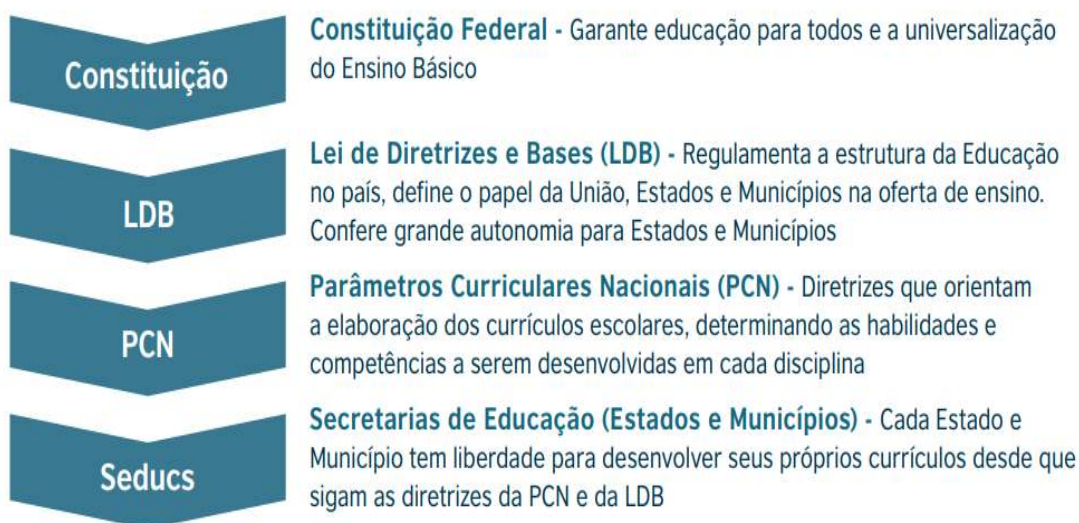 Constituição
Constituição Federal - Garante educação para todos e a universalização
do Ensino Básico
LDB
Lei de Diretrizes e Bases (LDB) - Regulamenta a estrutura da Educação
no país, define o papel da União, Estados e Municípios na oferta de ensino.
Confere grande autonomia para Estados e Municípios
PCN
Parâmetros Curriculares Nacionais (PCN) - Diretrizes que orientam
a elaboração dos currículos escolares, determinando as habilidades e
competências a serem desenvolvidas em cada disciplina
Seducs
Secretarias de Educação (Estados e Municípios) - Cada Estado e
Município tem liberdade para desenvolver seus próprios currículos desde que
sigam as diretrizes da PCN e da LDB